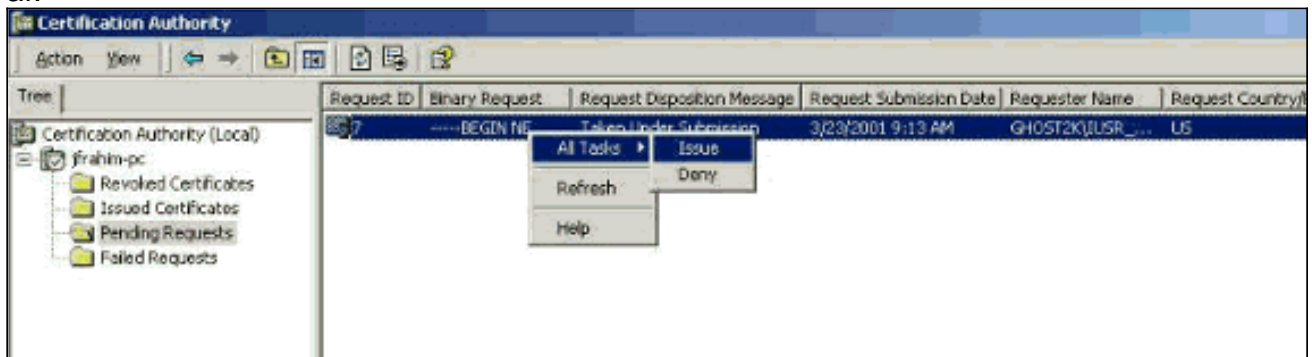 Certification Authority
Action View
Tree
Request ID Binary Request Request Disposition Message Request Submission Date Requester Name Request Country/
7 -----BEGIN NE... Taken Under Submission 3/23/2001 9:13 AM GHOST2K\IUSR_... US
Certification Authority (Local)
jfrahim-pc
Revoked Certificates
Issued Certificates
Pending Requests
Failed Requests
All Tasks
Issue
Deny
Refresh
Help